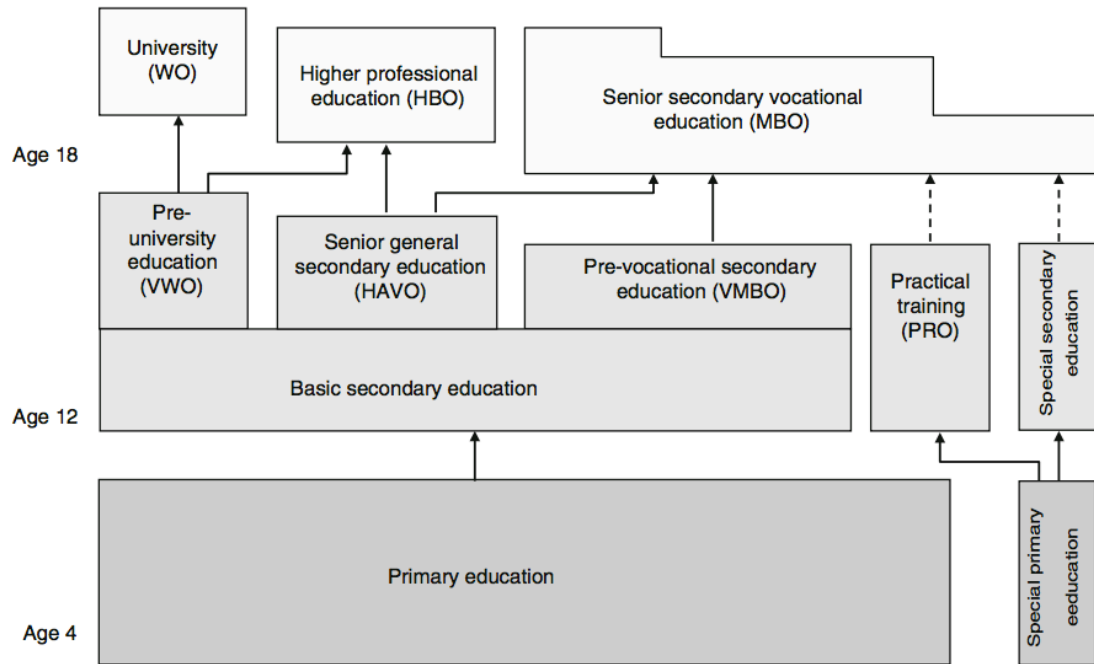 University
(WO)
Higher professional
education (HBO)
Senior secondary vocational
education (MBO)
Age 18
Pre-
university
education
(VWO)
Senior general
secondary education
(HAVO)
Pre-vocational secondary
education (VMBO)
Practical
training
(PRO)
Special secondary
education
Basic secondary education
Age 12
Primary education
Special primary
eeducation
Age 4